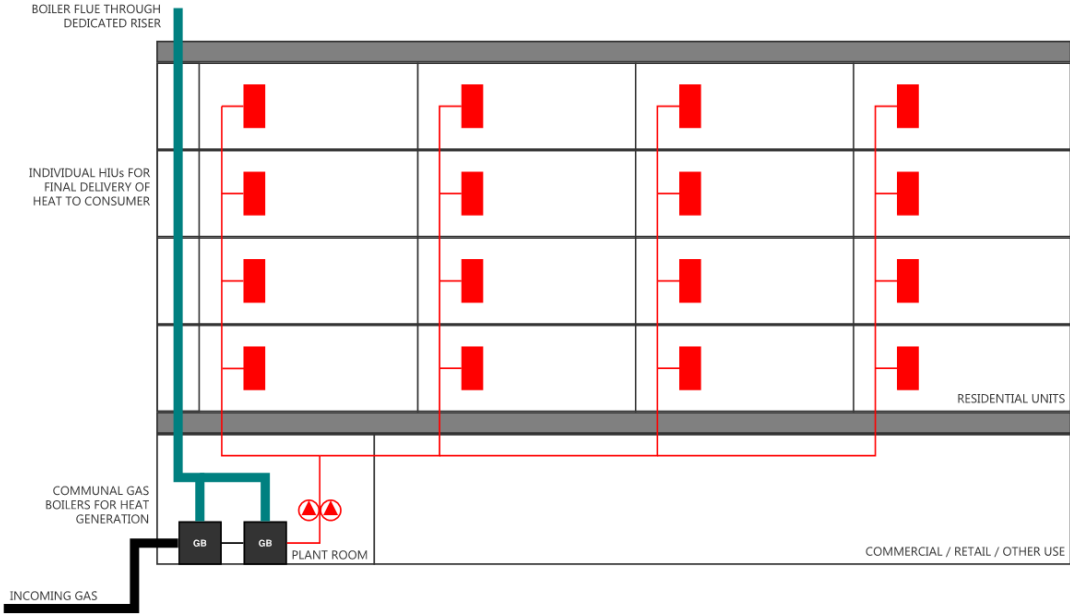 BOILER FLUE THROUGH
DEDICATED RISER
INDIVIDUAL HIUs FOR
FINAL DELIVERY OF
HEAT TO CONSUMER
RESIDENTIAL UNITS
COMMUNAL GAS
BOILERS FOR HEAT
GENERATION
GB
GB
PLANT ROOM
COMMERCIAL / RETAIL / OTHER USE
INCOMING GAS